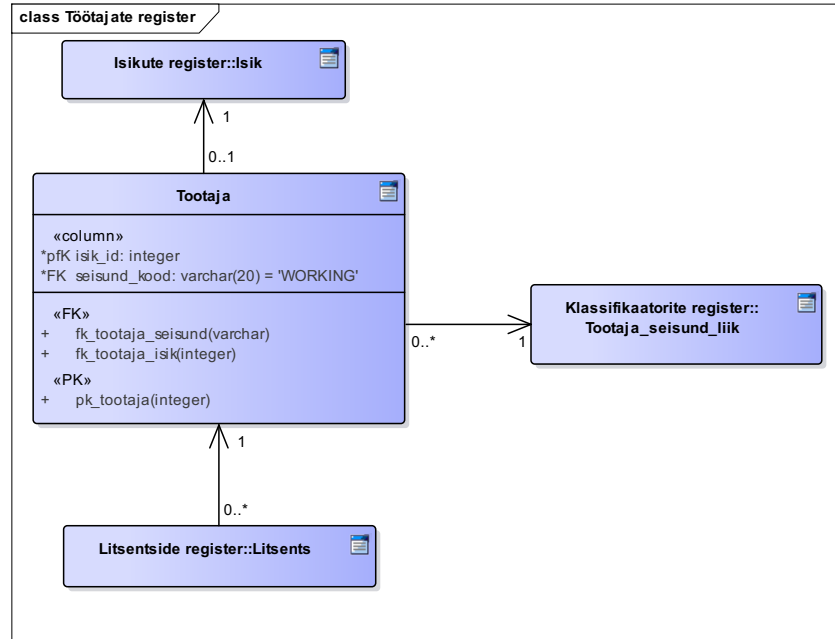 class Töötajate register
Isikute register::Isik
1
0..1
Tootaja
«column»
*pfK isik_id: integer
*FK seisund_kood: varchar(20) = 'WORKING'
«FK»
+ fk_tootaja_seisund(varchar)
+ fk_tootaja_isik(integer)
«PK»
+ pk_tootaja(integer)
0..*
1
Klassifikaatorite register::
Tootaja_seisund_liik
1
0..*
Litsentside register::Litsents